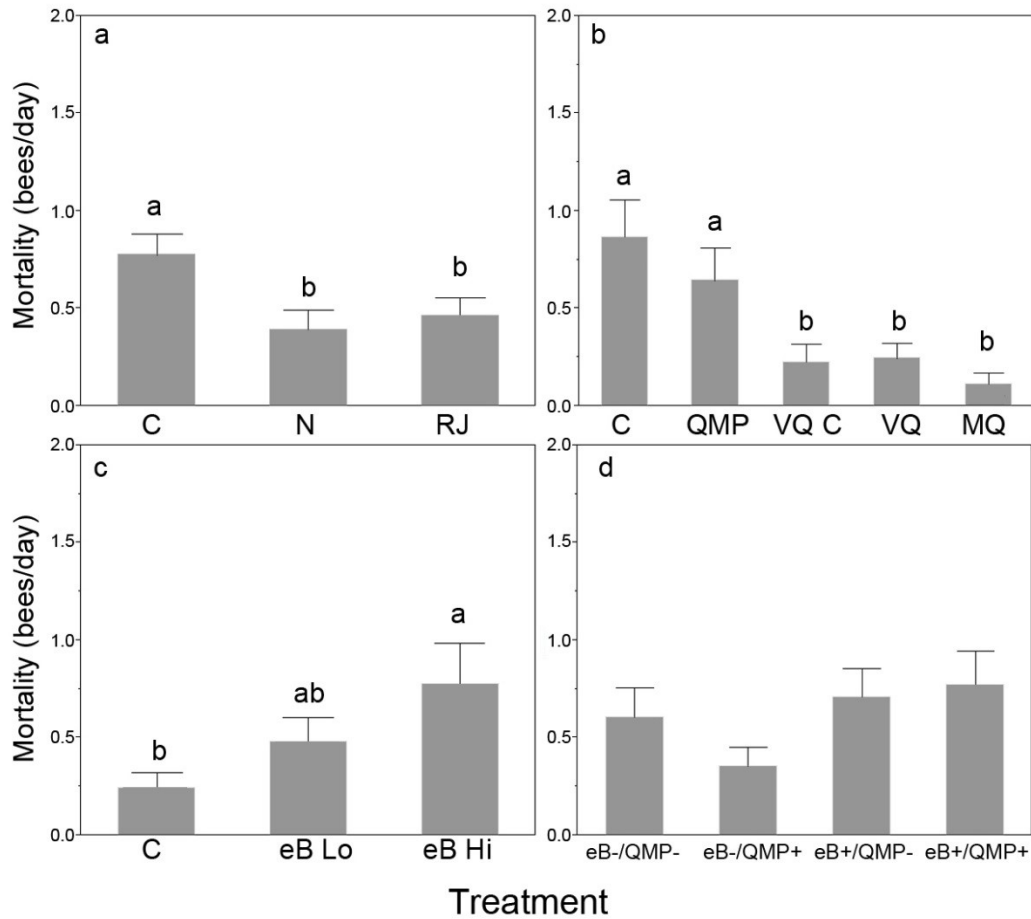 a
Mortality (bees/day)
2.0
1.5
1.0
0.5
0.0
a
b
b
C N RJ
b
2.0
1.5
1.0
0.5
0.0
a
a
b
b
b
C QMP VQ C VQ MQ
c
Mortality (bees/day)
2.0
1.5
1.0
0.5
0.0
b
ab
a
C eB Lo eB Hi
d
2.0
1.5
1.0
0.5
0.0
eB-/QMP- eB-/QMP+ eB+/QMP- eB+/QMP+
Treatment